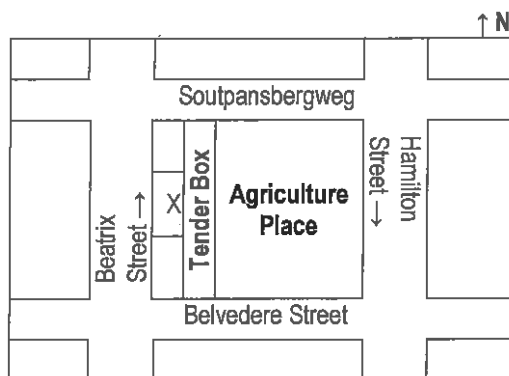 ↑ N
Soutpansbergweg
Beatrix
Street →
X
Tender Box
Agriculture
Place
Hamilton
Street →
Belvedere Street